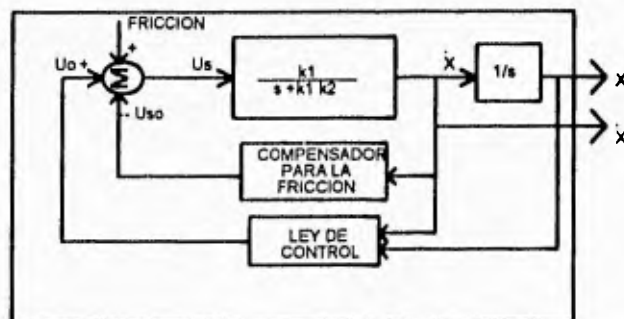 FRICCION
+
Uo +
Σ
Us
k1
s +k1 k2
Ẋ
1/s
X
Ẋ
- Uso
COMPENSADOR
PARA LA
FRICCION
LEY DE
CONTROL